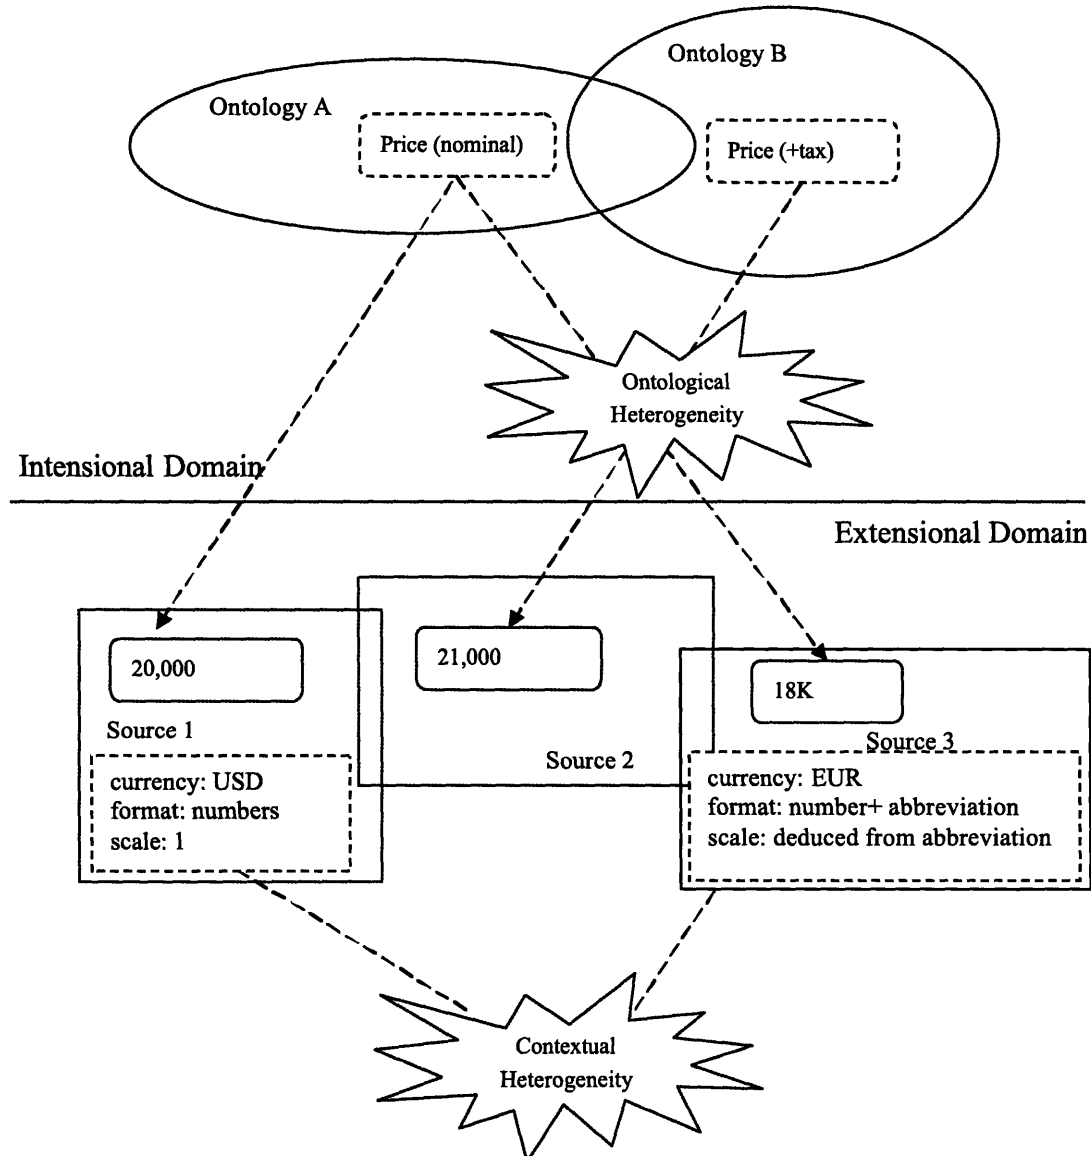 Ontology B
Ontology A
Price (nominal)
Price (+tax)
Ontological
Heterogeneity
Intensional Domain
Extensional Domain
20,000
21,000
18K
Source 1
Source 2
Source 3
currency: USD
format: numbers
scale: 1
currency: EUR
format: number+ abbreviation
scale: deduced from abbreviation
Contextual
Heterogeneity